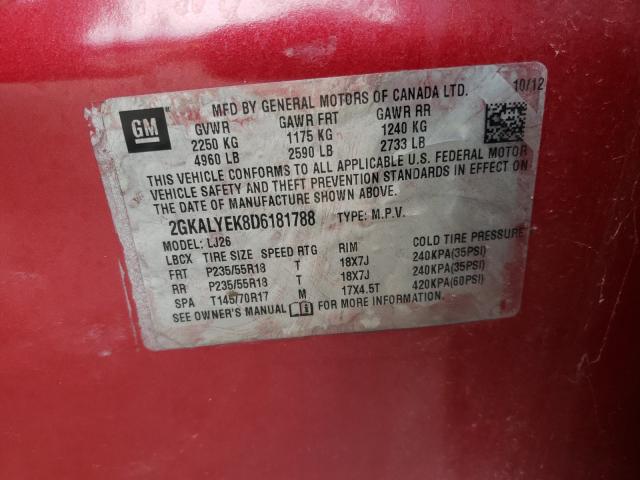 MFD BY GENERAL MOTORS OF CANADA LTD. 10/12
GM
GVWR GAWR FRT GAWR RR
2250 KG 1175 KG 1240 KG
4960 LB 2590 LB 2733 LB
THIS VEHICLE CONFORMS TO ALL APPLICABLE U.S. FEDERAL MOTOR
VEHICLE SAFETY AND THEFT PREVENTION STANDARDS IN EFFECT ON
THE DATE OF MANUFACTURE SHOWN ABOVE.
2GKALYEK8D6181788 TYPE: M.P.V.
MODEL: LJ26
LBCX TIRE SIZE SPEED RTG RIM COLD TIRE PRESSURE
FRT P235/55R18 T 18X7J 240KPA(35PSI)
RR P235/55R18 T 18X7J 240KPA(35PSI)
SPA T145/70R17 M 17X4.5T 420KPA(60PSI)
SEE OWNER'S MANUAL FOR MORE INFORMATION.